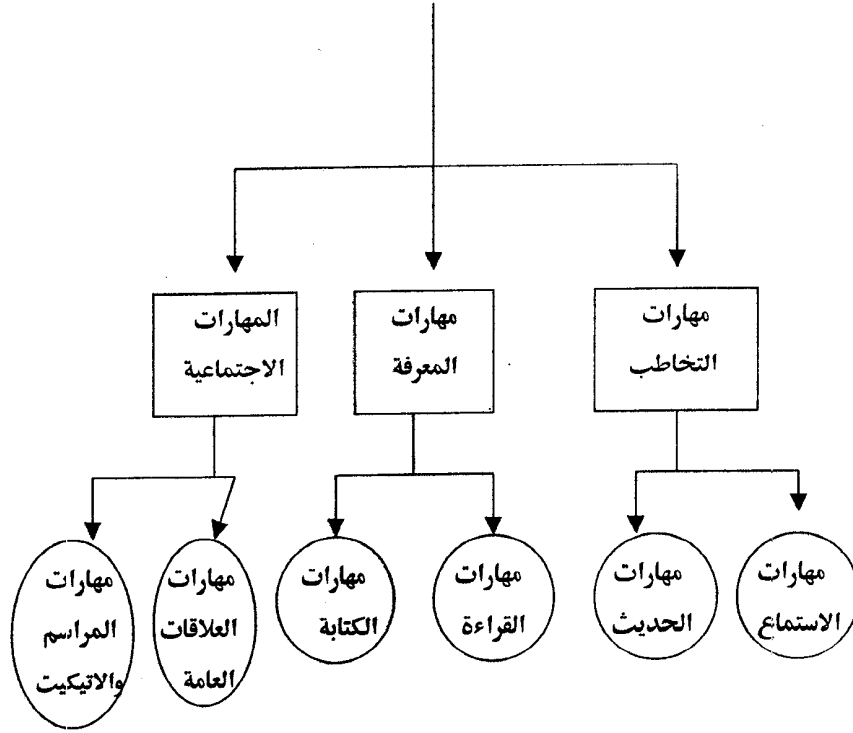 مهارات
التخاطب
مهارات
المعرفة
المهارات
الاجتماعية
مهارات
الاستماع
مهارات
الحديث
مهارات
القراءة
مهارات
الكتابة
مهارات
العلاقات
العامة
مهارات
المراسم
والاتيكيت